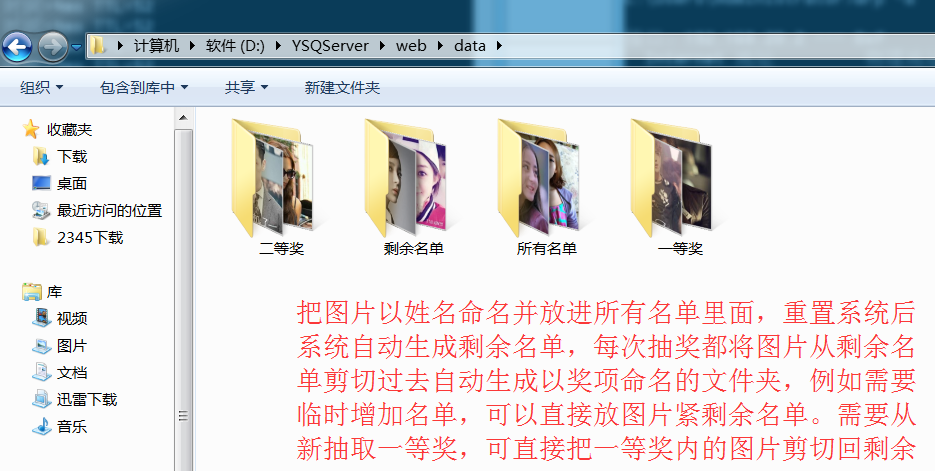 计算机 ▸ 软件 (D:) ▸ YSQServer ▸ web ▸ data ▸
组织 包含到库中 共享 新建文件夹
收藏夹
下载
桌面
最近访问的位置
2345下载
库
视频
图片
文档
迅雷下载
音乐
二等奖 剩余名单 所有名单 一等奖
把图片以姓名命名并放进所有名单里面，重置系统后
系统自动生成剩余名单，每次抽奖都将图片从剩余名
单剪切过去自动生成以奖项命名的文件夹，例如需要
临时增加名单，可以直接放图片紧剩余名单。需要从
新抽取一等奖，可直接把一等奖内的图片剪切回剩余